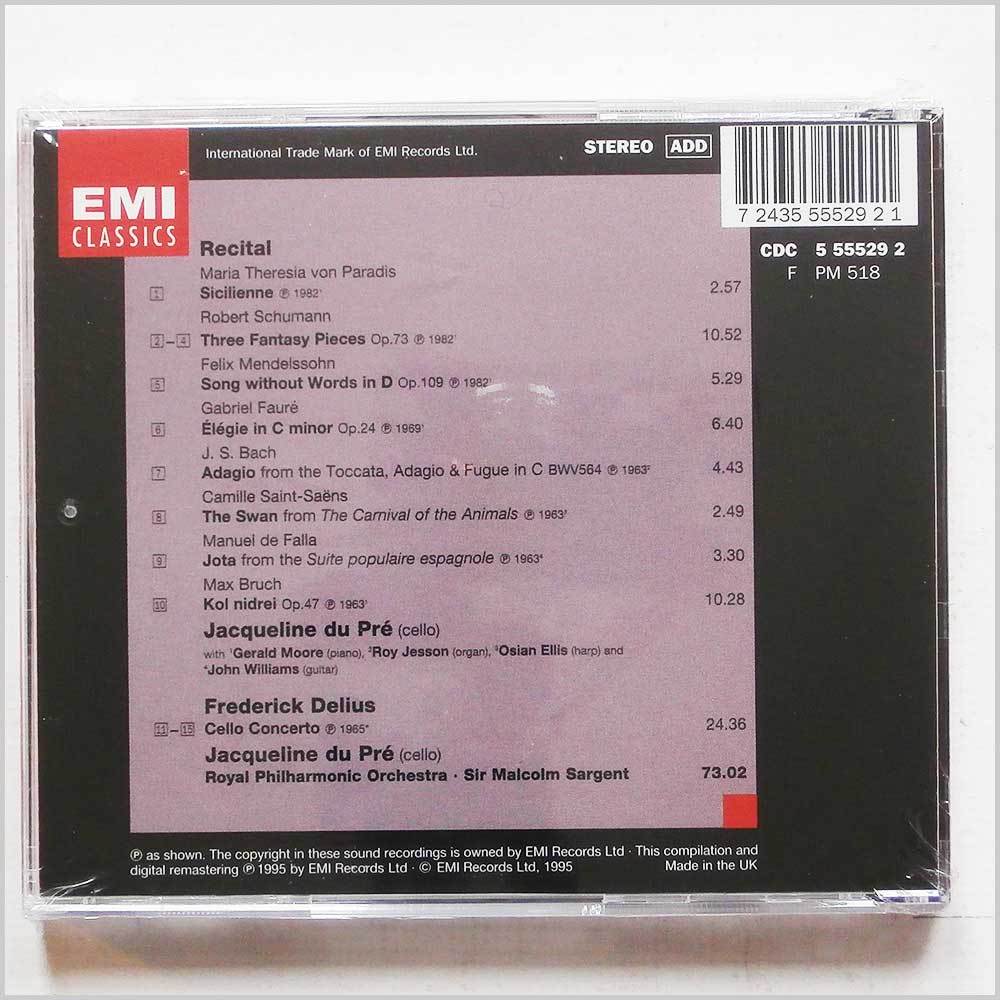 EMI
CLASSICS
International Trade Mark of EMI Records Ltd.
STEREO ADD
7 24355 55529 2 1
CDC 5 55529 2
F PM 518
Recital
Maria Theresia von Paradis
1 Sicilienne ℗ 1982¹ 2.57
Robert Schumann
2–4 Three Fantasy Pieces Op.73 ℗ 1982¹ 10.52
Felix Mendelssohn
5 Song without Words in D Op.109 ℗ 1982¹ 5.29
Gabriel Fauré
6 Élégie in C minor Op.24 ℗ 1969¹ 6.40
J. S. Bach
7 Adagio from the Toccata, Adagio & Fugue in C BWV564 ℗ 1963² 4.43
Camille Saint-Saëns
8 The Swan from The Carnival of the Animals ℗ 1963³ 2.49
Manuel de Falla
9 Jota from the Suite populaire espagnole ℗ 1963⁴ 3.30
Max Bruch
10 Kol nidrei Op.47 ℗ 1963¹ 10.28
Jacqueline du Pré (cello)
with ¹Gerald Moore (piano), ²Roy Jesson (organ), ³Osian Ellis (harp) and
⁴John Williams (guitar)
Frederick Delius
11–15 Cello Concerto ℗ 1965* 24.36
Jacqueline du Pré (cello)
Royal Philharmonic Orchestra · Sir Malcolm Sargent 73.02
℗ as shown. The copyright in these sound recordings is owned by EMI Records Ltd · This compilation and
digital remastering ℗ 1995 by EMI Records Ltd · © EMI Records Ltd, 1995 Made in the UK